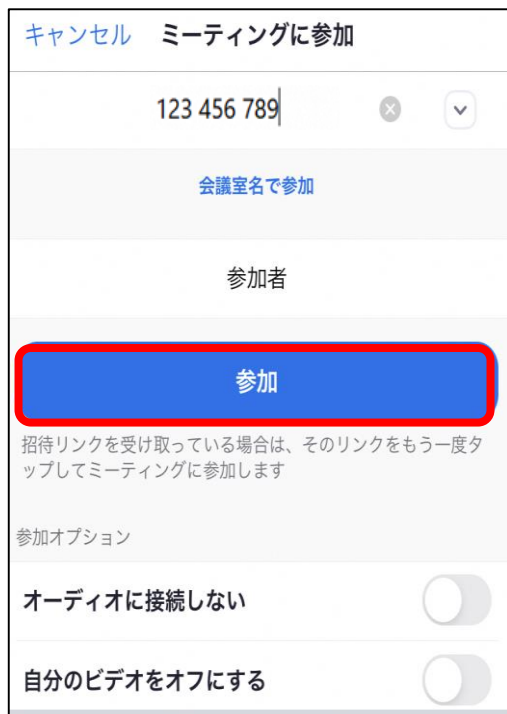 キャンセル ミーティングに参加
123 456 789
会議室名で参加
参加者
参加
招待リンクを受け取っている場合は、そのリンクをもう一度タ
ップしてミーティングに参加します
参加オプション
オーディオに接続しない
自分のビデオをオフにする